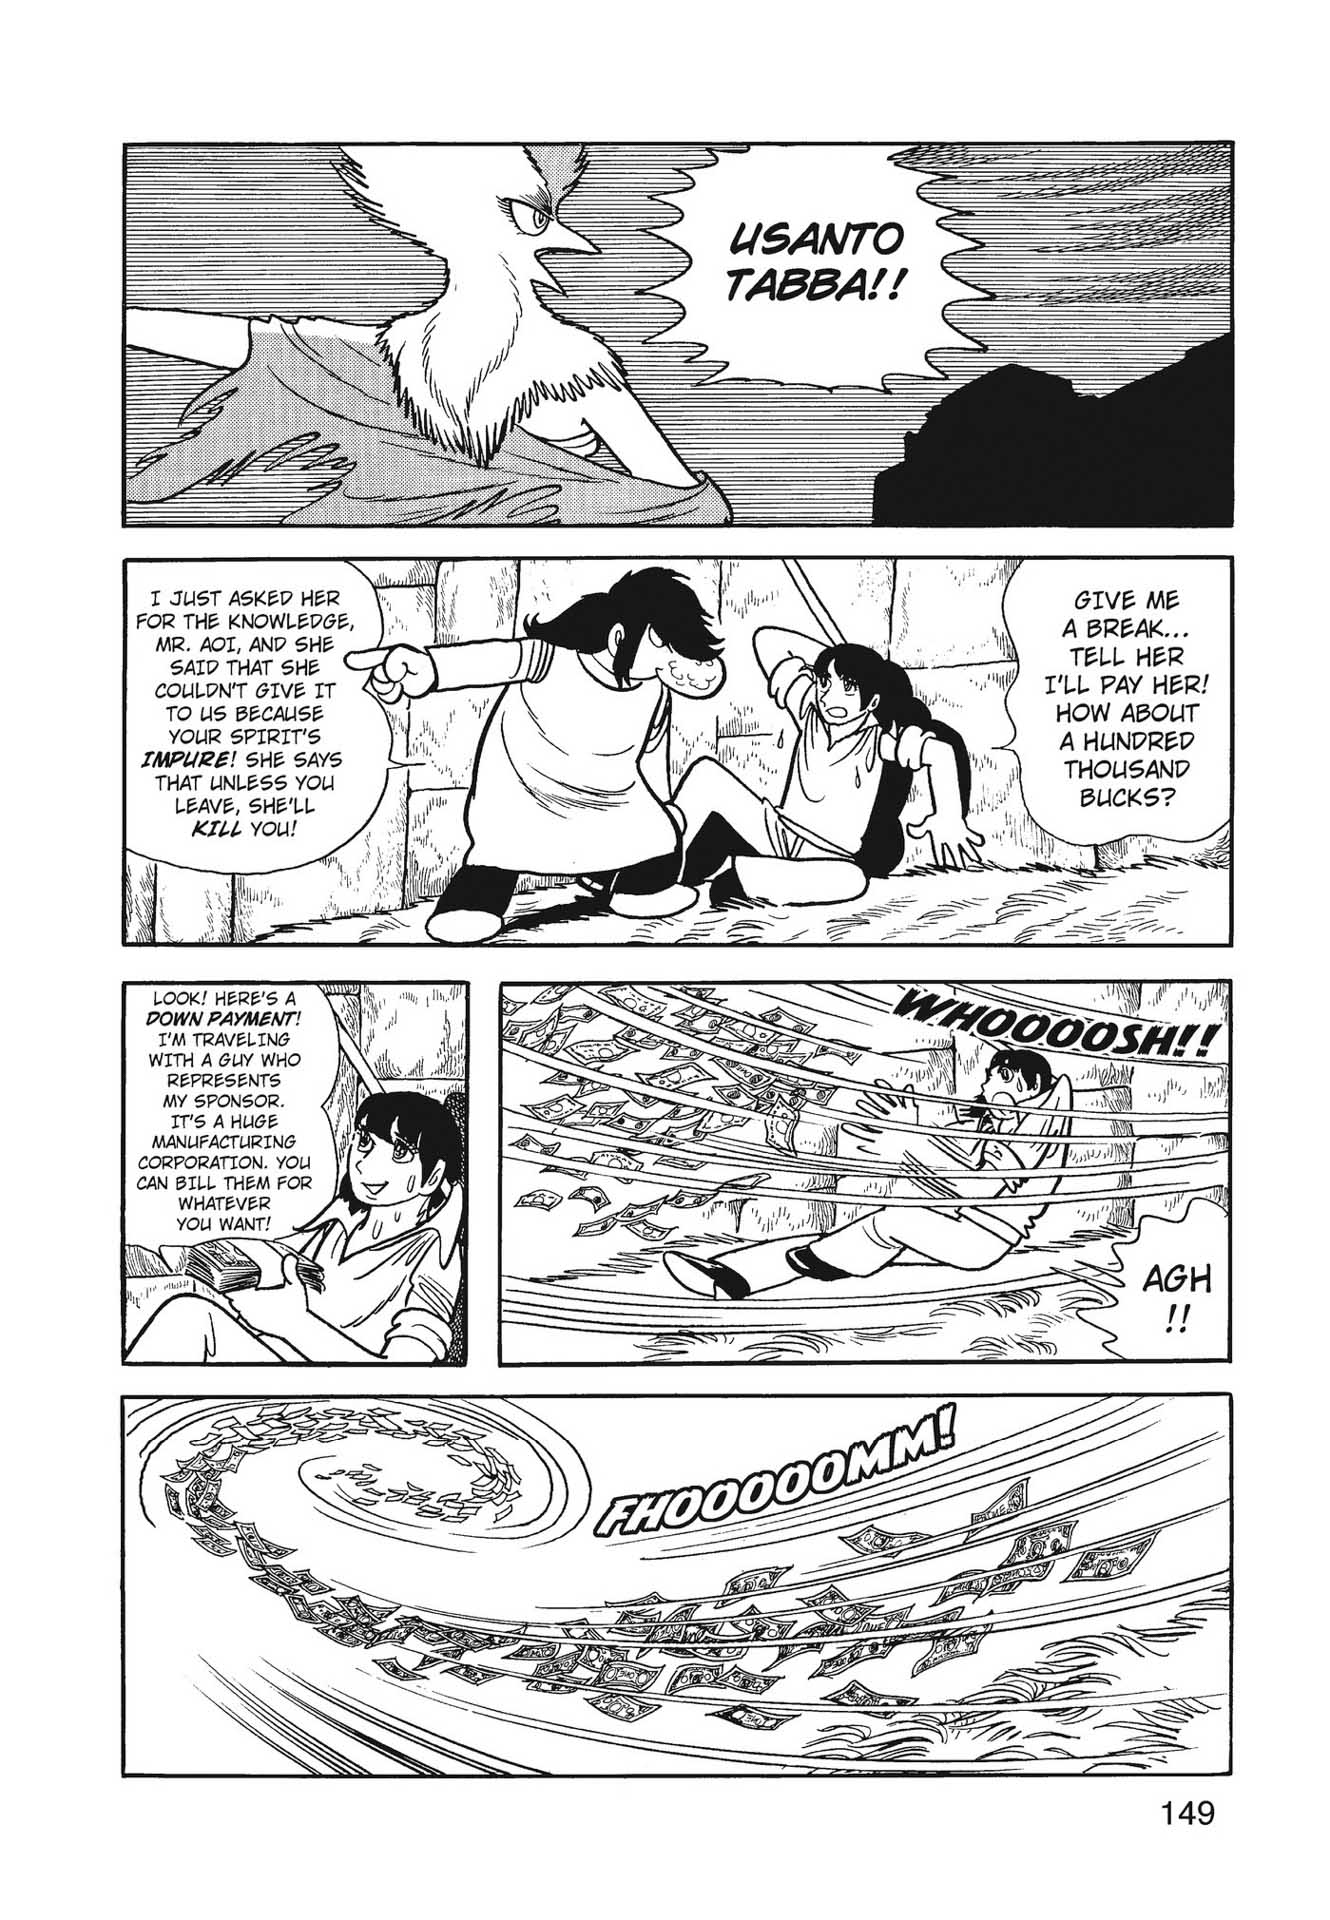 USANTO
TABBA!!
GIVE ME
A BREAK...
TELL HER
I'LL PAY HER!
HOW ABOUT
A HUNDRED
THOUSAND
BUCKS?
I JUST ASKED HER
FOR THE KNOWLEDGE,
MR. AOI, AND SHE
SAID THAT SHE
COULDN'T GIVE IT
TO US BECAUSE
YOUR SPIRIT'S
IMPURE! SHE SAYS
THAT UNLESS YOU
LEAVE, SHE'LL
KILL YOU!
LOOK! HERE'S A
DOWN PAYMENT!
I'M TRAVELING
WITH A GUY WHO
REPRESENTS
MY SPONSOR.
IT'S A HUGE
MANUFACTURING
CORPORATION. YOU
CAN BILL THEM FOR
WHATEVER
YOU WANT!
WHOOOOSH!!
AGH
!!
FHOOOOOMM!
149